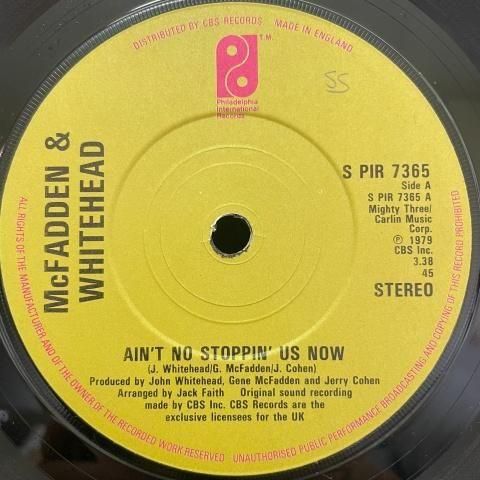 DISTRIBUTED BY CBS RECORDS. MADE IN ENGLAND
T.M.
Philadelphia
International
Records
SS
McFADDEN &
WHITEHEAD
S PIR 7365
Side A
S PIR 7365 A
Mighty Three/
Carlin Music
Corp.
℗ 1979
CBS Inc.
3.38
45
STEREO
AIN'T NO STOPPIN' US NOW
(J. Whitehead/G. McFadden/J. Cohen)
Produced by John Whitehead, Gene McFadden and Jerry Cohen
Arranged by Jack Faith Original sound recording
made by CBS Inc. CBS Records are the
exclusive licensees for the UK
ALL RIGHTS OF THE MANUFACTURER AND OF THE OWNER OF THE RECORDED WORK RESERVED
UNAUTHORISED PUBLIC PERFORMANCE BROADCASTING & COPYING OF THIS RECORD PROHIBITED